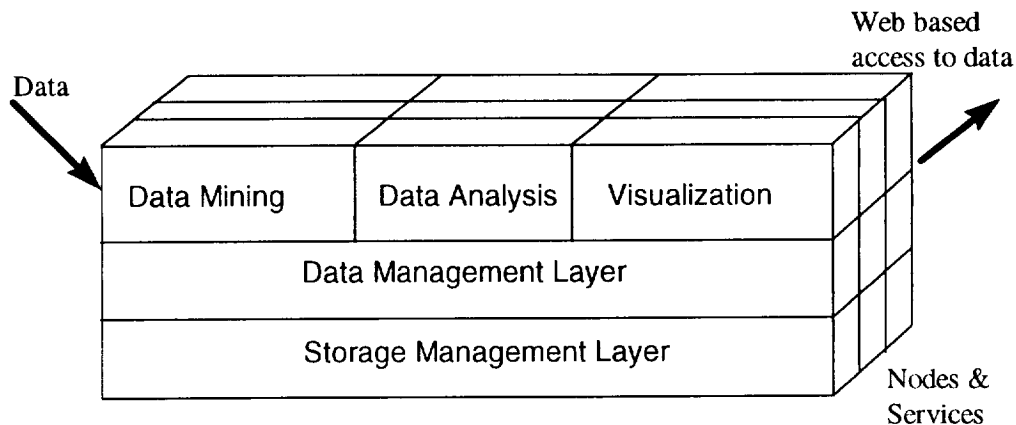 Web based
access to data
Data
Data Mining
Data Analysis
Visualization
Data Management Layer
Storage Management Layer
Nodes &
Services